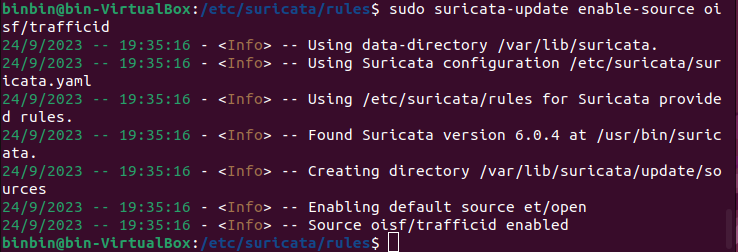 binbin@bin-VirtualBox:/etc/suricata/rules$ sudo suricata-update enable-source oi
sf/trafficid
24/9/2023 -- 19:35:16 - <Info> -- Using data-directory /var/lib/suricata.
24/9/2023 -- 19:35:16 - <Info> -- Using Suricata configuration /etc/suricata/sur
icata.yaml
24/9/2023 -- 19:35:16 - <Info> -- Using /etc/suricata/rules for Suricata provide
d rules.
24/9/2023 -- 19:35:16 - <Info> -- Found Suricata version 6.0.4 at /usr/bin/suric
ata.
24/9/2023 -- 19:35:16 - <Info> -- Creating directory /var/lib/suricata/update/so
urces
24/9/2023 -- 19:35:16 - <Info> -- Enabling default source et/open
24/9/2023 -- 19:35:16 - <Info> -- Source oisf/trafficid enabled
binbin@bin-VirtualBox:/etc/suricata/rules$